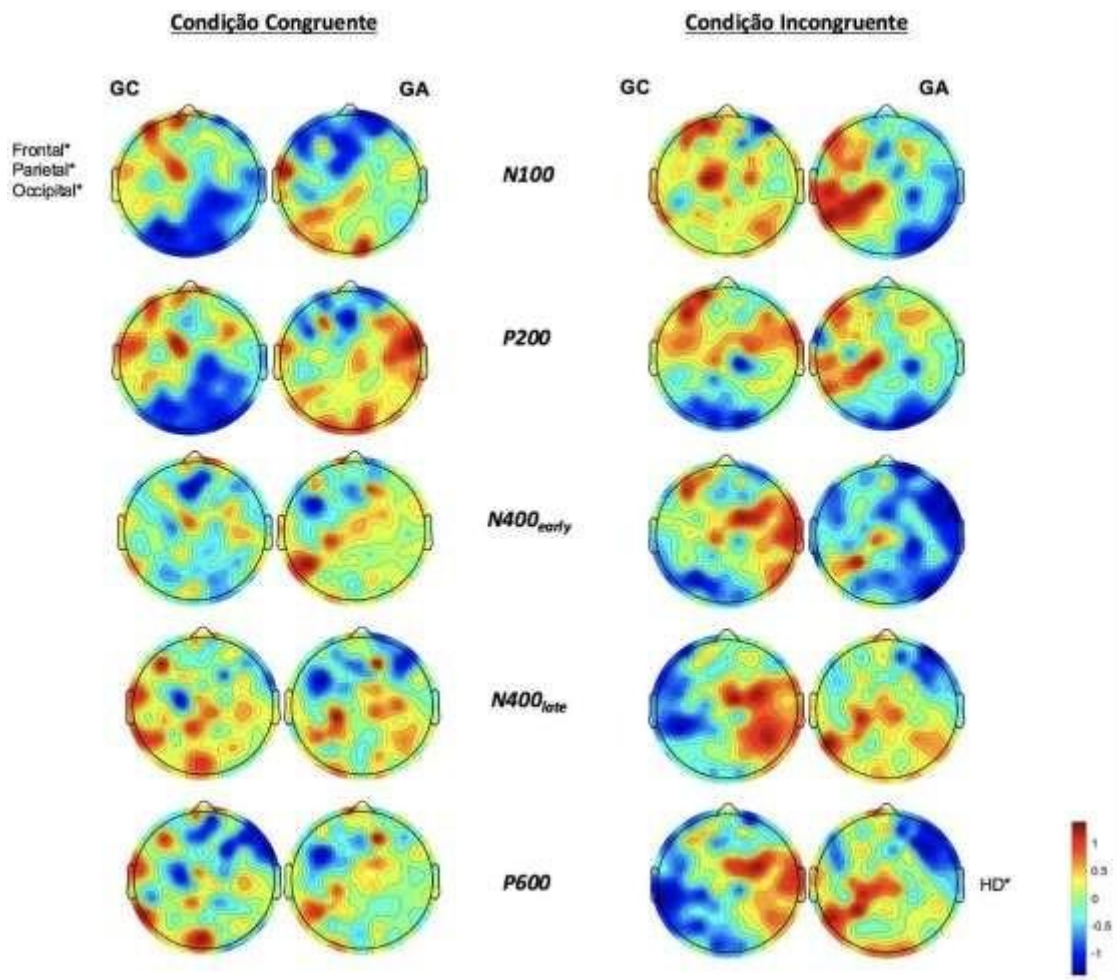 Condição Congruente
Condição Incongruente
GC
GA
GC
GA
Frontal*
Parietal*
Occipital*
N100
P200
N400early
N400late
P600
HD*
1
0.5
0
-0.5
-1